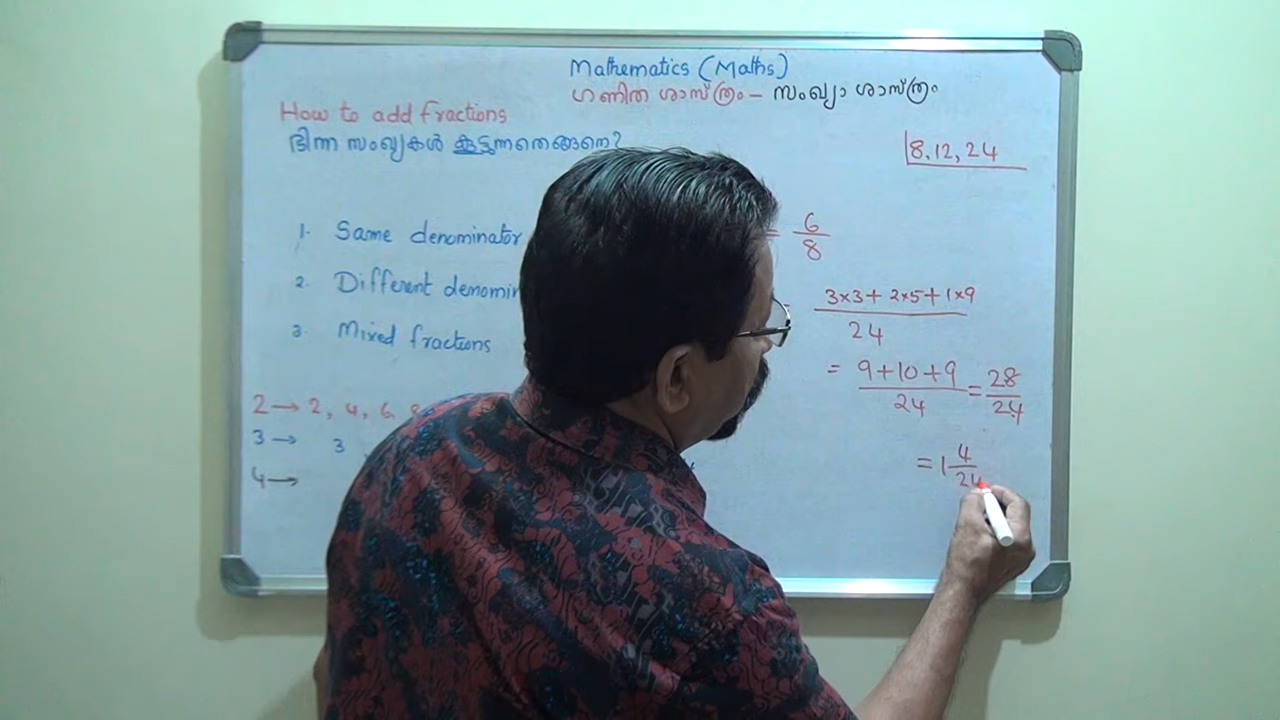 Mathematics (Maths)
ഗണിത ശാസ്ത്രം – സംഖ്യാ ശാസ്ത്രം
How to add fractions
ഭിന്ന സംഖ്യകൾ കൂട്ടുന്നതെങ്ങനെ?
8, 12, 24
1. Same denominator
= 6/8
2. Different denomin
3×3 + 2×5 + 1×9 / 24
3. Mixed fractions
= 9+10+9 / 24 = 28/24
2 → 2, 4, 6, 8
3 → 3
= 1 4/24
4 →